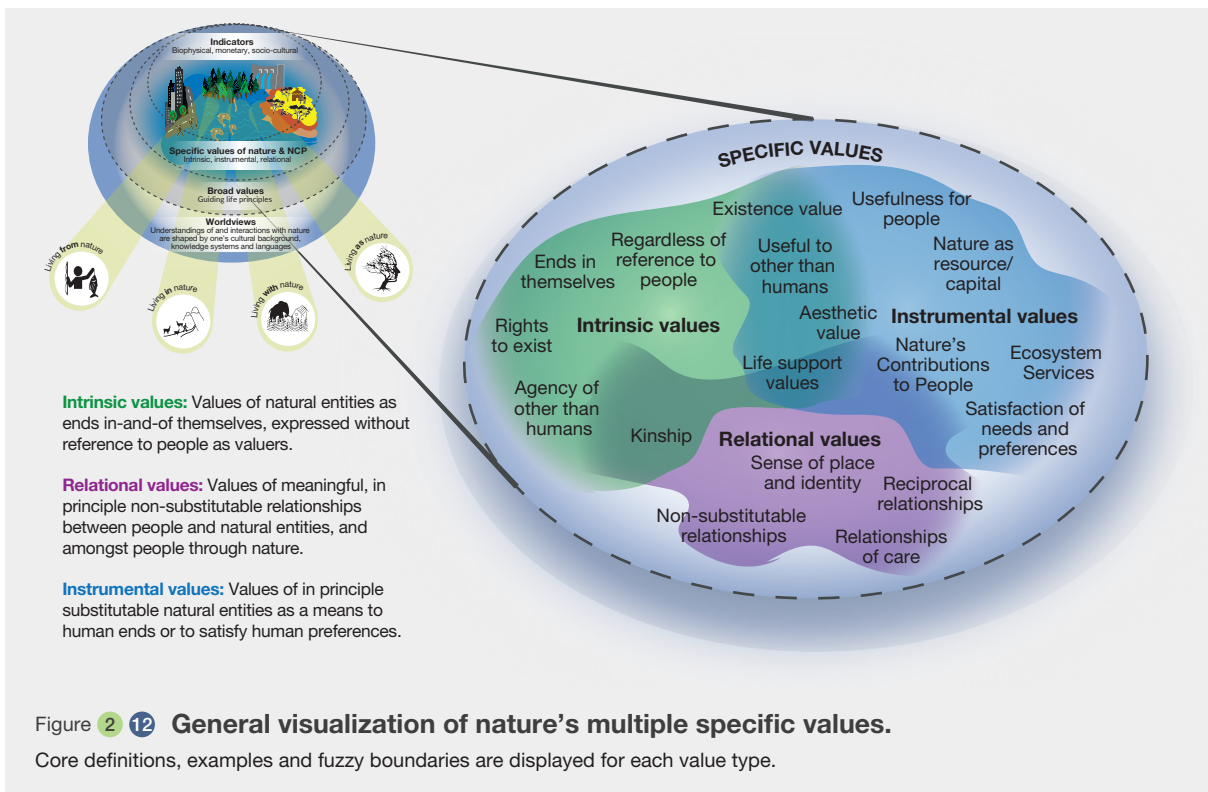 Indicators
Biophysical, monetary, socio-cultural
Specific values of nature & NCP
Intrinsic, instrumental, relational
Broad values
Guiding life principles
Worldviews
Understandings of and interactions with nature
are shaped by one's cultural background,
knowledge systems and languages
Living from nature
Living in nature
Living with nature
Living as nature
SPECIFIC VALUES
Existence value
Usefulness for
people
Regardless of
reference to
people
Ends in
themselves
Useful to
other than
humans
Nature as
resource/
capital
Rights
to exist
Intrinsic values
Aesthetic
value
Instrumental values
Nature's
Contributions
to People
Ecosystem
Services
Life support
values
Agency of
other than
humans
Kinship
Satisfaction of
needs and
preferences
Relational values
Sense of place
and identity
Reciprocal
relationships
Non-substitutable
relationships
Relationships
of care
Intrinsic values: Values of natural entities as
ends in-and-of themselves, expressed without
reference to people as valuers.
Relational values: Values of meaningful, in
principle non-substitutable relationships
between people and natural entities, and
amongst people through nature.
Instrumental values: Values of in principle
substitutable natural entities as a means to
human ends or to satisfy human preferences.
Figure 2 12 General visualization of nature's multiple specific values.
Core definitions, examples and fuzzy boundaries are displayed for each value type.